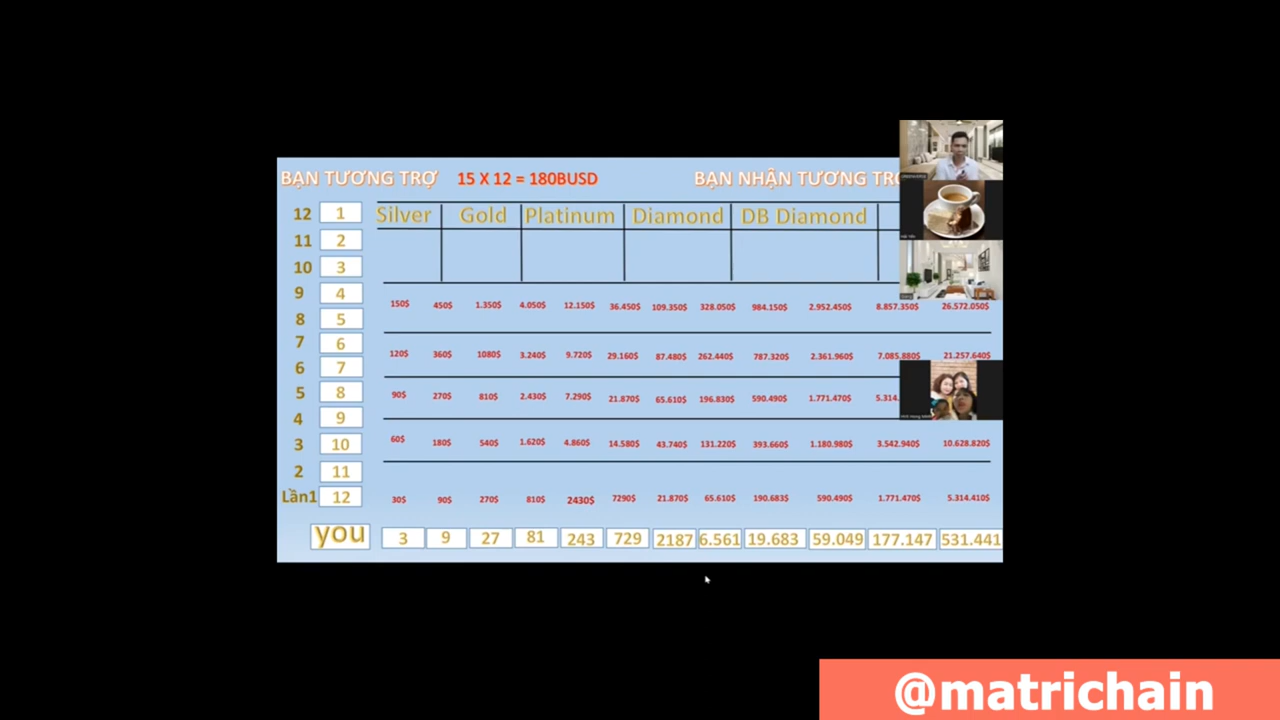 BẠN TƯƠNG TRỢ 15 X 12 = 180BUSD BẠN NHẬN TƯƠNG TRỢ
12 1 Silver Gold Platinum Diamond DB Diamond
11 2
10 3
9 4
150$ 450$ 1.350$ 4.050$ 12.150$ 36.450$ 109.350$ 328.050$ 984.150$ 2.952.450$ 8.857.350$ 26.572.050$
8 5
7 6
120$ 360$ 1080$ 3.240$ 9.720$ 29.160$ 87.480$ 262.440$ 787.320$ 2.361.960$ 7.085.880$ 21.257.640$
6 7
5 8
90$ 270$ 810$ 2.430$ 7.290$ 21.870$ 65.610$ 196.830$ 590.490$ 1.771.470$ 5.314.
4 9
3 10
60$ 180$ 540$ 1.620$ 4.860$ 14.580$ 43.740$ 131.220$ 393.660$ 1.180.980$ 3.542.940$ 10.628.820$
2 11
Lần1 12
30$ 90$ 270$ 810$ 2430$ 7290$ 21.870$ 65.610$ 190.683$ 590.490$ 1.771.470$ 5.314.410$
you 3 9 27 81 243 729 2187 6.561 19.683 59.049 177.147 531.441
@matrichain